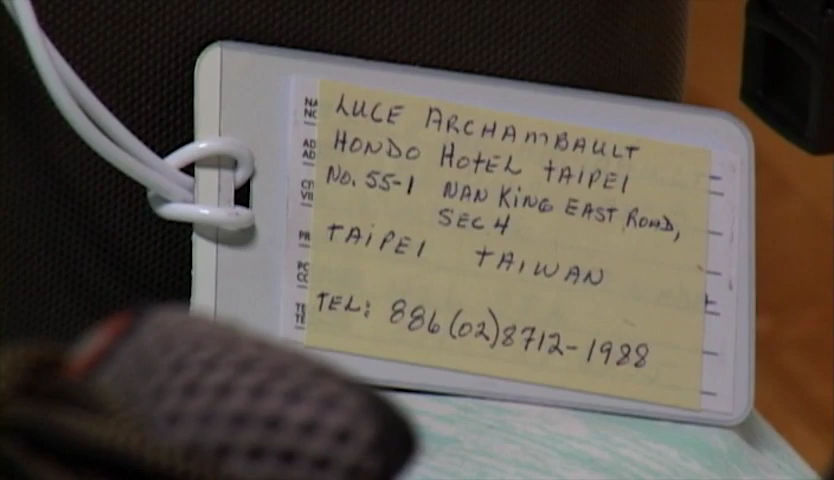 LUCE ARCHAMBAULT
HONDO HOTEL TAIPEI
NO. 55-1 NAN KING EAST ROAD,
SEC 4
TAIPEI TAIWAN
TEL: 886(02)8712-1988